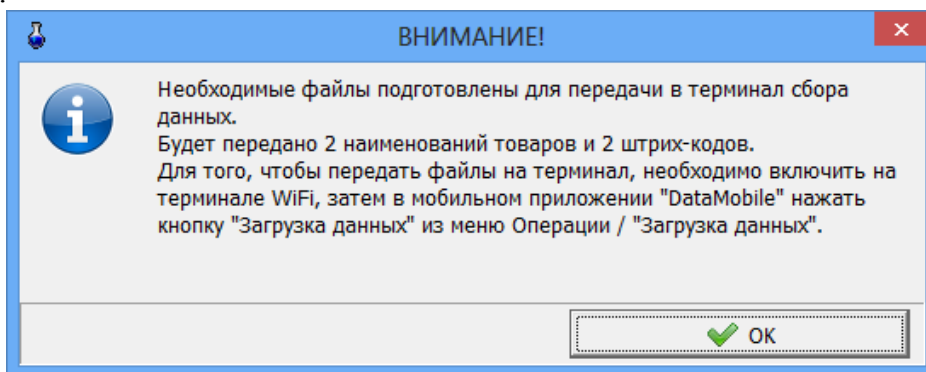 ВНИМАНИЕ!
Необходимые файлы подготовлены для передачи в терминал сбора
данных.
Будет передано 2 наименований товаров и 2 штрих-кодов.
Для того, чтобы передать файлы на терминал, необходимо включить на
терминале WiFi, затем в мобильном приложении "DataMobile" нажать
кнопку "Загрузка данных" из меню Операции / "Загрузка данных".
OK